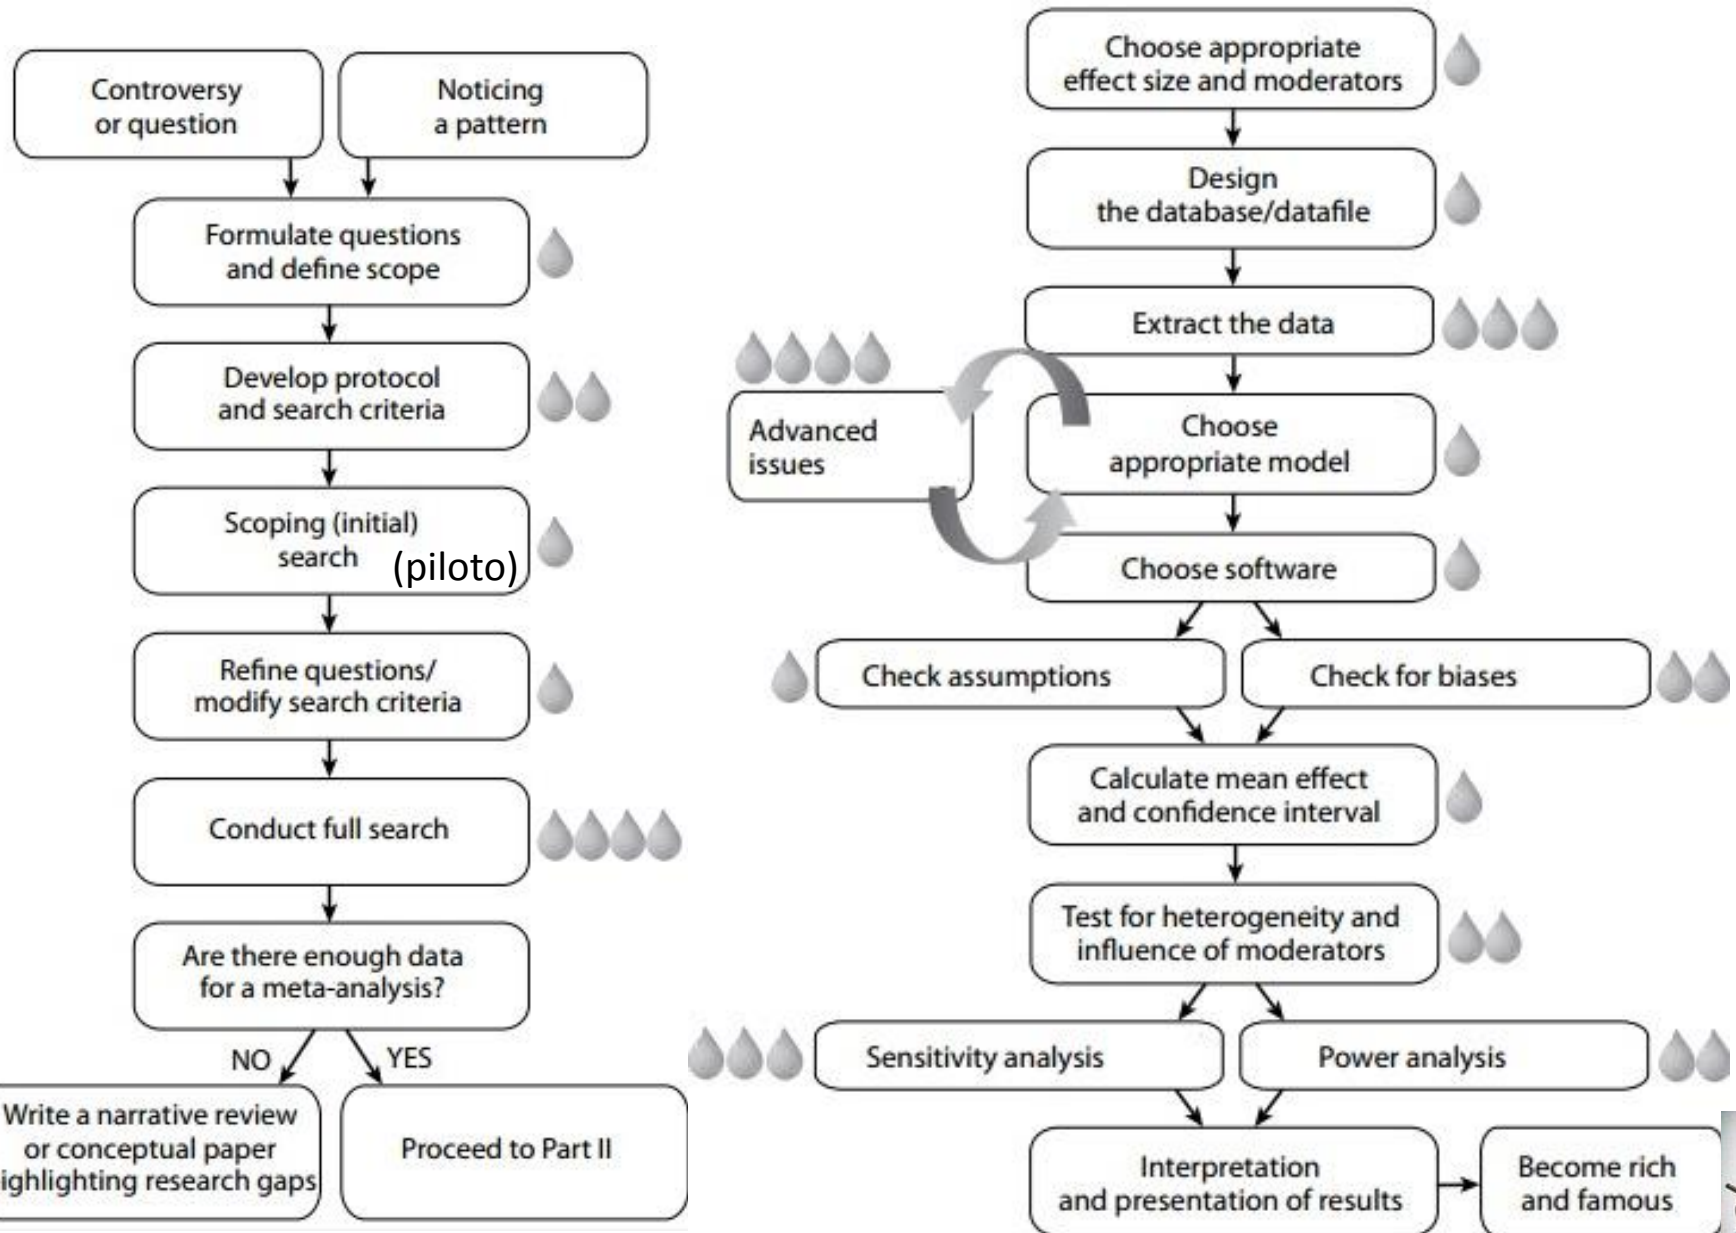 Controversy
or question
Noticing
a pattern
Formulate questions
and define scope
Develop protocol
and search criteria
Scoping (initial)
search
(piloto)
Refine questions/
modify search criteria
Conduct full search
Are there enough data
for a meta-analysis?
NO
YES
Write a narrative review
or conceptual paper
ighlighting research gaps
Proceed to Part II
Choose appropriate
effect size and moderators
Design
the database/datafile
Extract the data
Advanced
issues
Choose
appropriate model
Choose software
Check assumptions
Check for biases
Calculate mean effect
and confidence interval
Test for heterogeneity and
influence of moderators
Sensitivity analysis
Power analysis
Interpretation
and presentation of results
Become rich
and famous